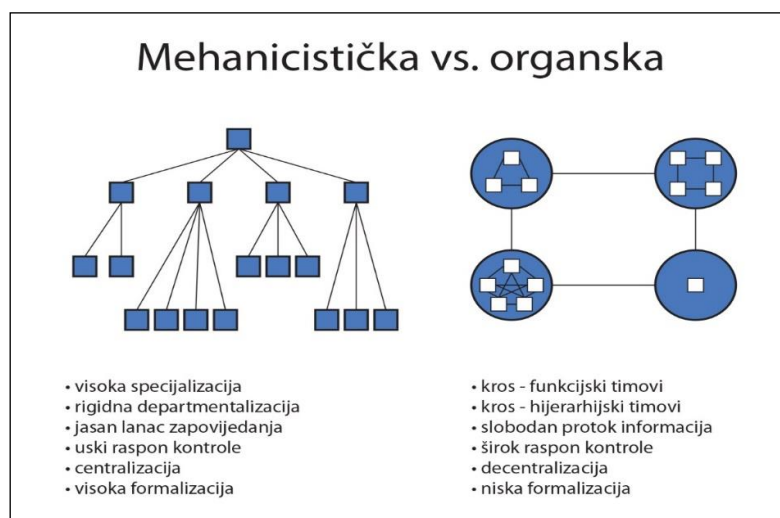 Mehanicistička vs. organska
• visoka specijalizacija
• rigidna departmentalizacija
• jasan lanac zapovijedanja
• uski raspon kontrole
• centralizacija
• visoka formalizacija
• kros - funkcijski timovi
• kros - hijerarhijski timovi
• slobodan protok informacija
• širok raspon kontrole
• decentralizacija
• niska formalizacija